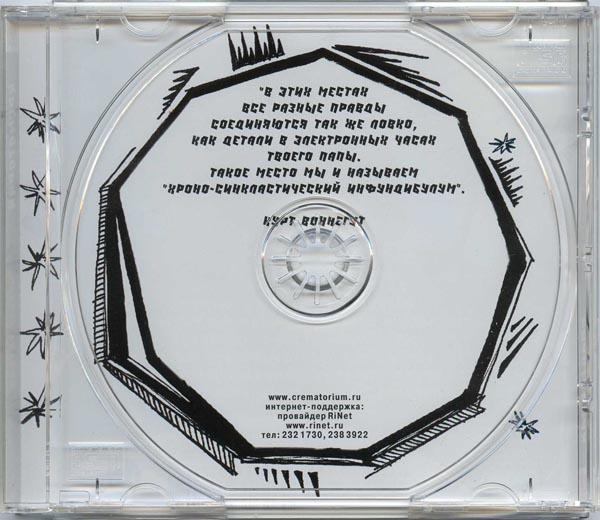 "В ЭТИХ МЕСТАХ
ВСЕ РАЗНЫЕ ПРАВДЫ
СОЕДИНЯЮТСЯ ТАК ЖЕ ЛОВКО,
КАК ДЕТАЛИ В ЭЛЕКТРОННЫХ ЧАСАХ
ТВОЕГО ПАПЫ.
ТАКОЕ МЕСТО МЫ И НАЗЫВАЕМ
"ХРОНО-СИНКЛАСТИЧЕСКИЙ ИНФУНДИБУЛУМ".
КУРТ ВОННЕГУТ
www.crematorium.ru
интернет-поддержка:
провайдер RiNet
www.rinet.ru
тел: 232 1730, 238 3922